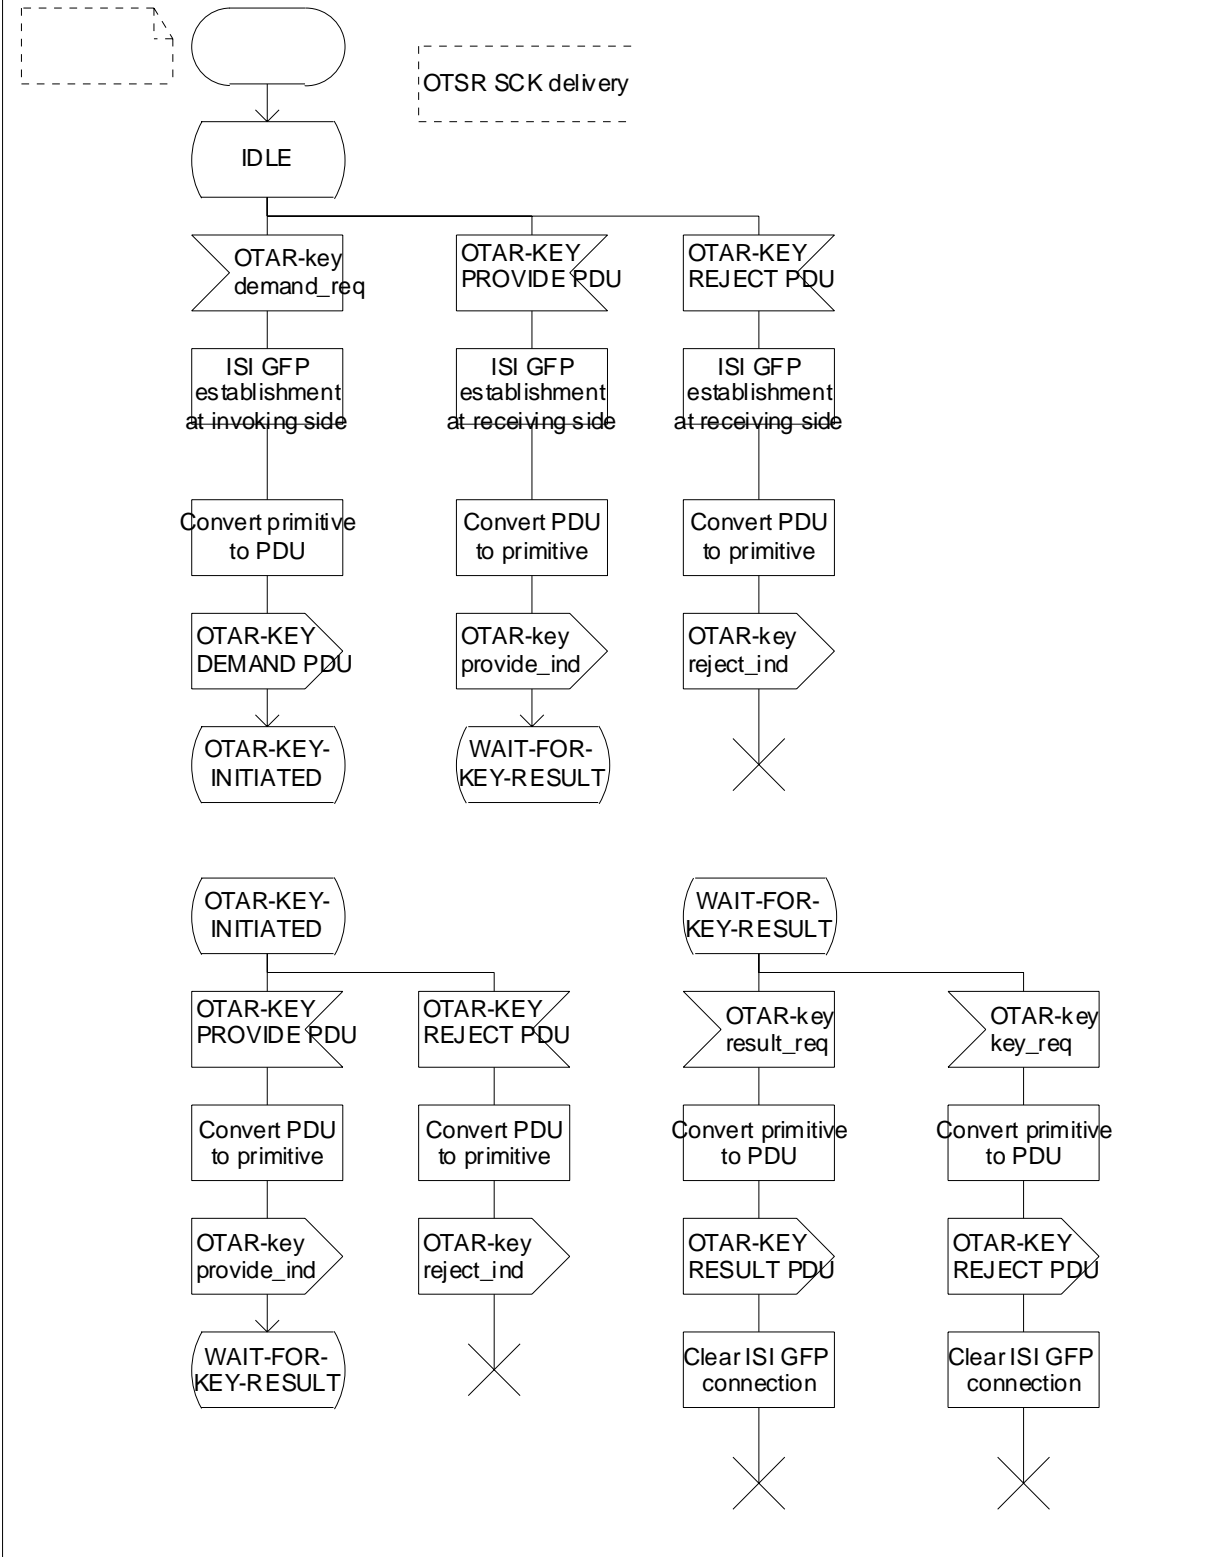 OTSR SCK delivery
IDLE
OTAR-key
demand_req
OTAR-KEY
PROVIDE PDU
OTAR-KEY
REJECT PDU
ISI GFP
establishment
at invoking side
ISI GFP
establishment
at receiving side
ISI GFP
establishment
at receiving side
Convert primitive
to PDU
Convert PDU
to primitive
Convert PDU
to primitive
OTAR-KEY
DEMAND PDU
OTAR-key
provide_ind
OTAR-key
reject_ind
OTAR-KEY-
INITIATED
WAIT-FOR-
KEY-RESULT
OTAR-KEY-
INITIATED
WAIT-FOR-
KEY-RESULT
OTAR-KEY
PROVIDE PDU
OTAR-KEY
REJECT PDU
OTAR-key
result_req
OTAR-key
key_req
Convert PDU
to primitive
Convert PDU
to primitive
Convert primitive
to PDU
Convert primitive
to PDU
OTAR-key
provide_ind
OTAR-key
reject_ind
OTAR-KEY
RESULT PDU
OTAR-KEY
REJECT PDU
WAIT-FOR-
KEY-RESULT
Clear ISI GFP
connection
Clear ISI GFP
connection